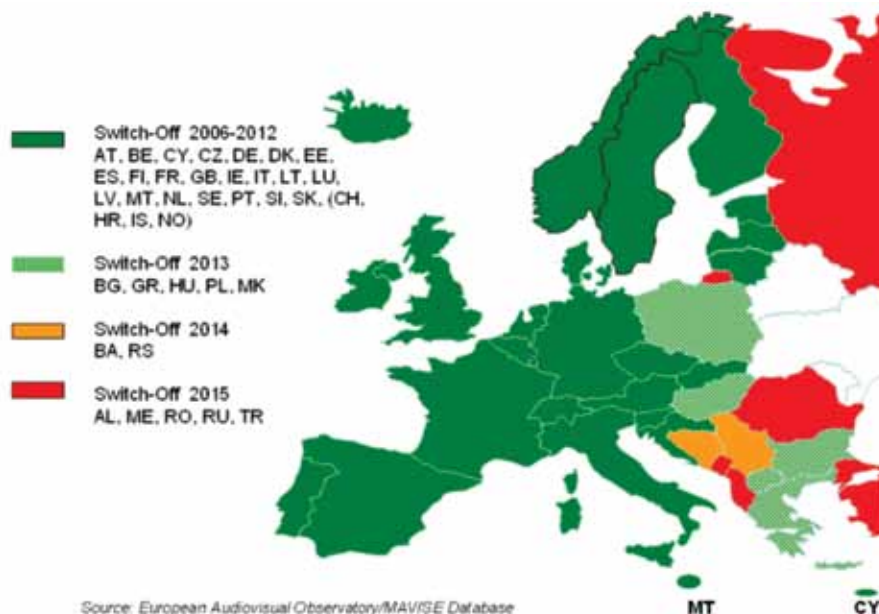 Switch-Off 2006-2012
AT, BE, CY, CZ, DE, DK, EE,
ES, FI, FR, GB, IE, IT, LT, LU,
LV, MT, NL, SE, PT, SI, SK, (CH,
HR, IS, NO)
Switch-Off 2013
BG, GR, HU, PL, MK
Switch-Off 2014
BA, RS
Switch-Off 2015
AL, ME, RO, RU, TR
Source: European Audiovisual Observatory/MAVISE Database
MT
CY